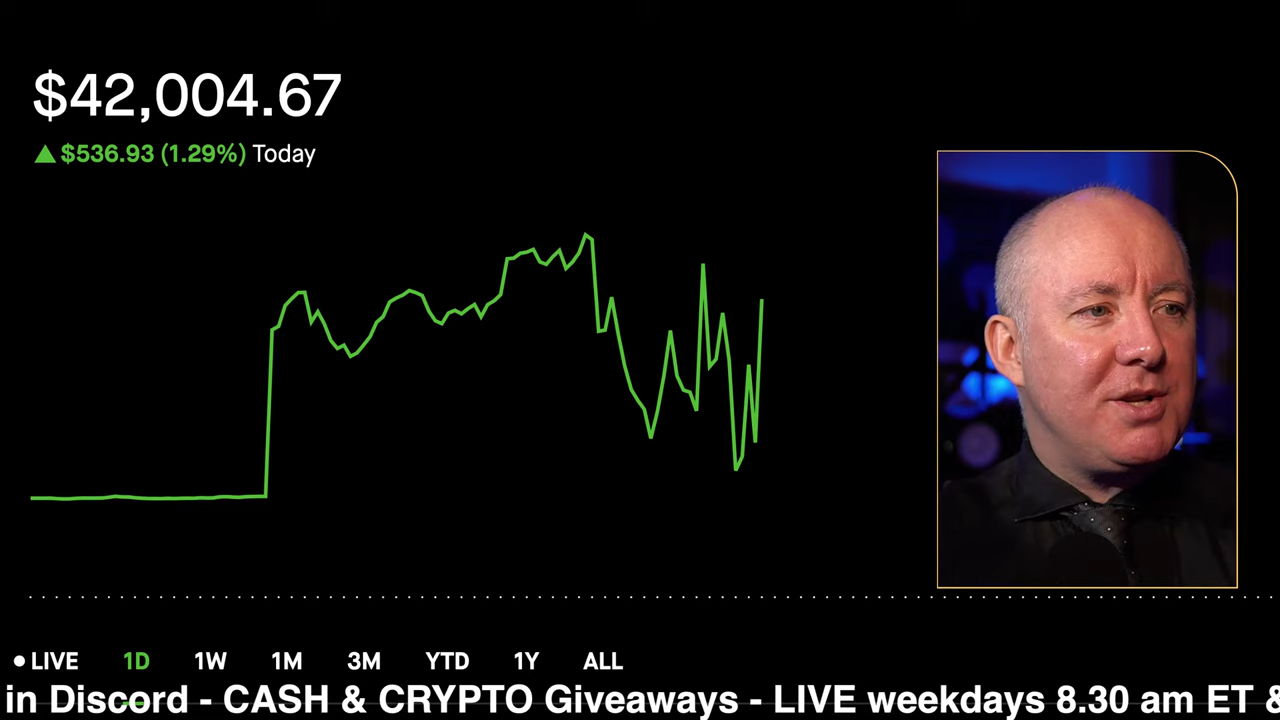 $42,004.67
▲$536.93 (1.29%) Today
LIVE 1D 1W 1M 3M YTD 1Y ALL
in Discord - CASH & CRYPTO Giveaways - LIVE weekdays 8.30 am ET &